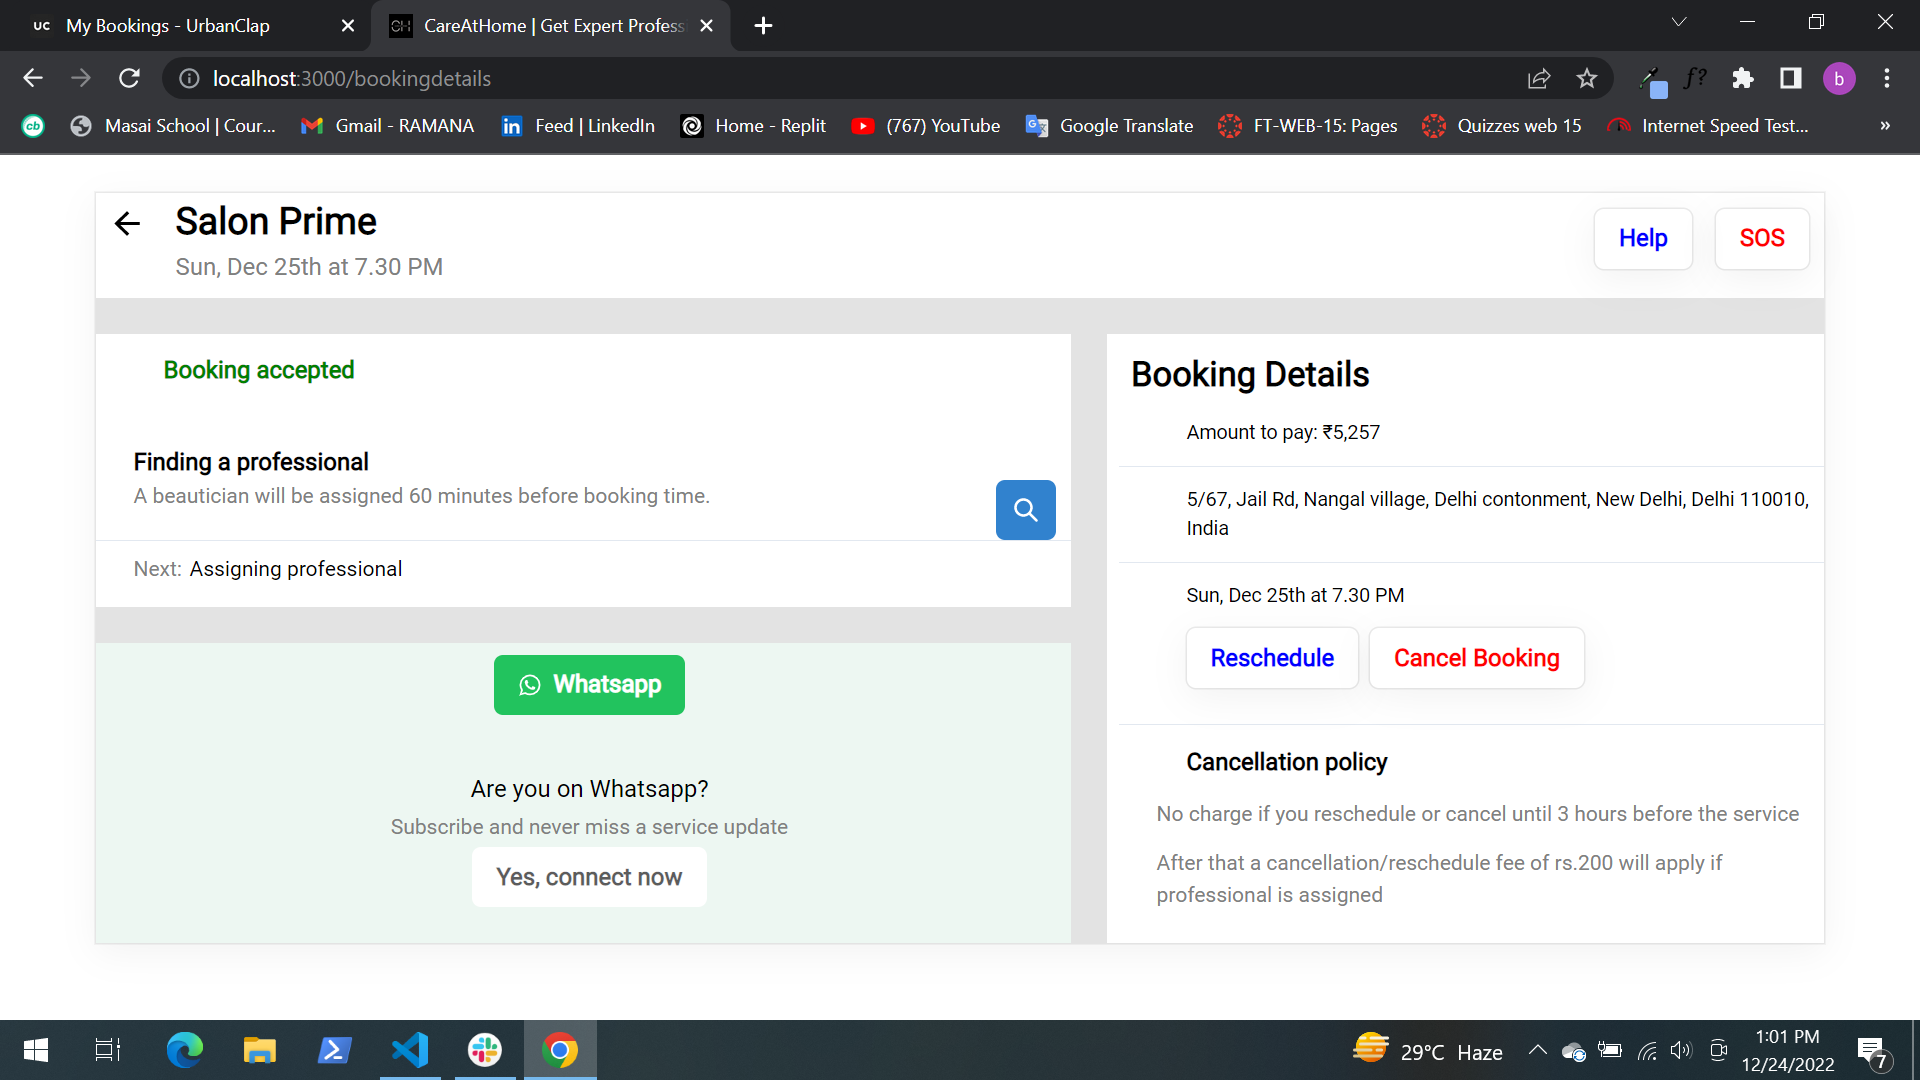 UC My Bookings - UrbanClap
CH CareAtHome | Get Expert Profess
localhost:3000/bookingdetails
f?
b
cb
Masai School | Cour...
Gmail - RAMANA
in Feed | LinkedIn
Home - Replit
(767) YouTube
Google Translate
FT-WEB-15: Pages
Quizzes web 15
Internet Speed Test...
»
Salon Prime
Sun, Dec 25th at 7.30 PM
Help
SOS
Booking accepted
Finding a professional
A beautician will be assigned 60 minutes before booking time.
Next: Assigning professional
Whatsapp
Are you on Whatsapp?
Subscribe and never miss a service update
Yes, connect now
Booking Details
Amount to pay: ₹5,257
5/67, Jail Rd, Nangal village, Delhi contonment, New Delhi, Delhi 110010,
India
Sun, Dec 25th at 7.30 PM
Reschedule
Cancel Booking
Cancellation policy
No charge if you reschedule or cancel until 3 hours before the service
After that a cancellation/reschedule fee of rs.200 will apply if
professional is assigned
29°C Haze
1:01 PM
12/24/2022
7